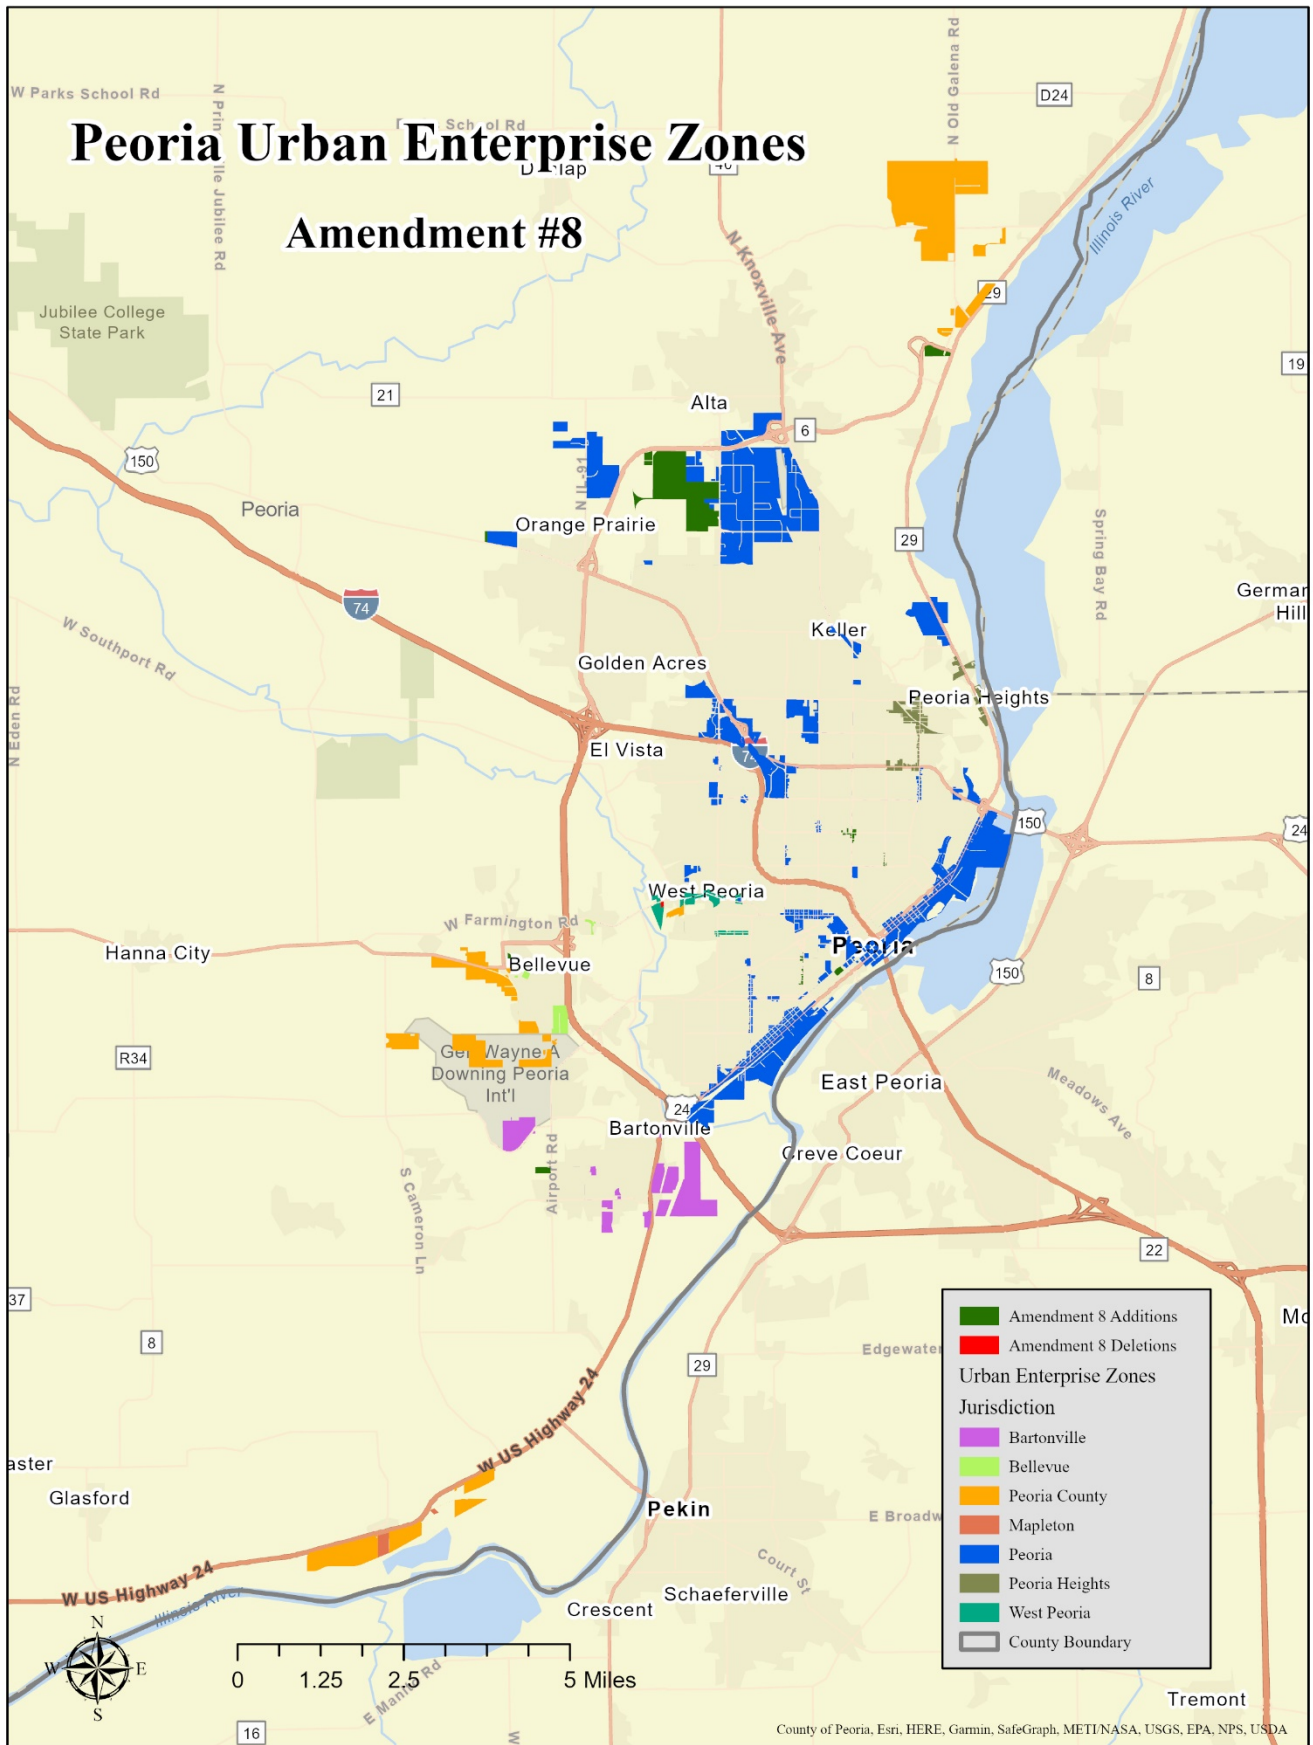 W Parks School Rd
N Old Galena Rd
D24
Peoria Urban Enterprise Zones
Amendment #8
Illinois River
N Knoxville Ave
Jubilee College
State Park
29
19
21
Alta
6
150
N IL-91
Peoria
Orange Prairie
29
Spring Bay Rd
74
W Southport Rd
Keller
Golden Acres
Peoria Heights
N Eden Rd
El Vista
150
24
West Peoria
W Farmington Rd
Hanna City
Peoria
Bellevue
150
8
R34
Gen Wayne A
Downing Peoria
Int'l
East Peoria
Meadows Ave
24
Bartonville
Creve Coeur
Airport Rd
S Cameron Ln
22
37
8
29
W US Highway 24
Glasford
Pekin
Court St
W US Highway 24
Illinois River
Schaeferville
Crescent
Amendment 8 Additions
Amendment 8 Deletions
Urban Enterprise Zones
Jurisdiction
Bartonville
Bellevue
Peoria County
Mapleton
Peoria
Peoria Heights
West Peoria
County Boundary
N
W E
S
0 1.25 2.5 5 Miles
16
Tremont
County of Peoria, Esri, HERE, Garmin, SafeGraph, METI/NASA, USGS, EPA, NPS, USDA